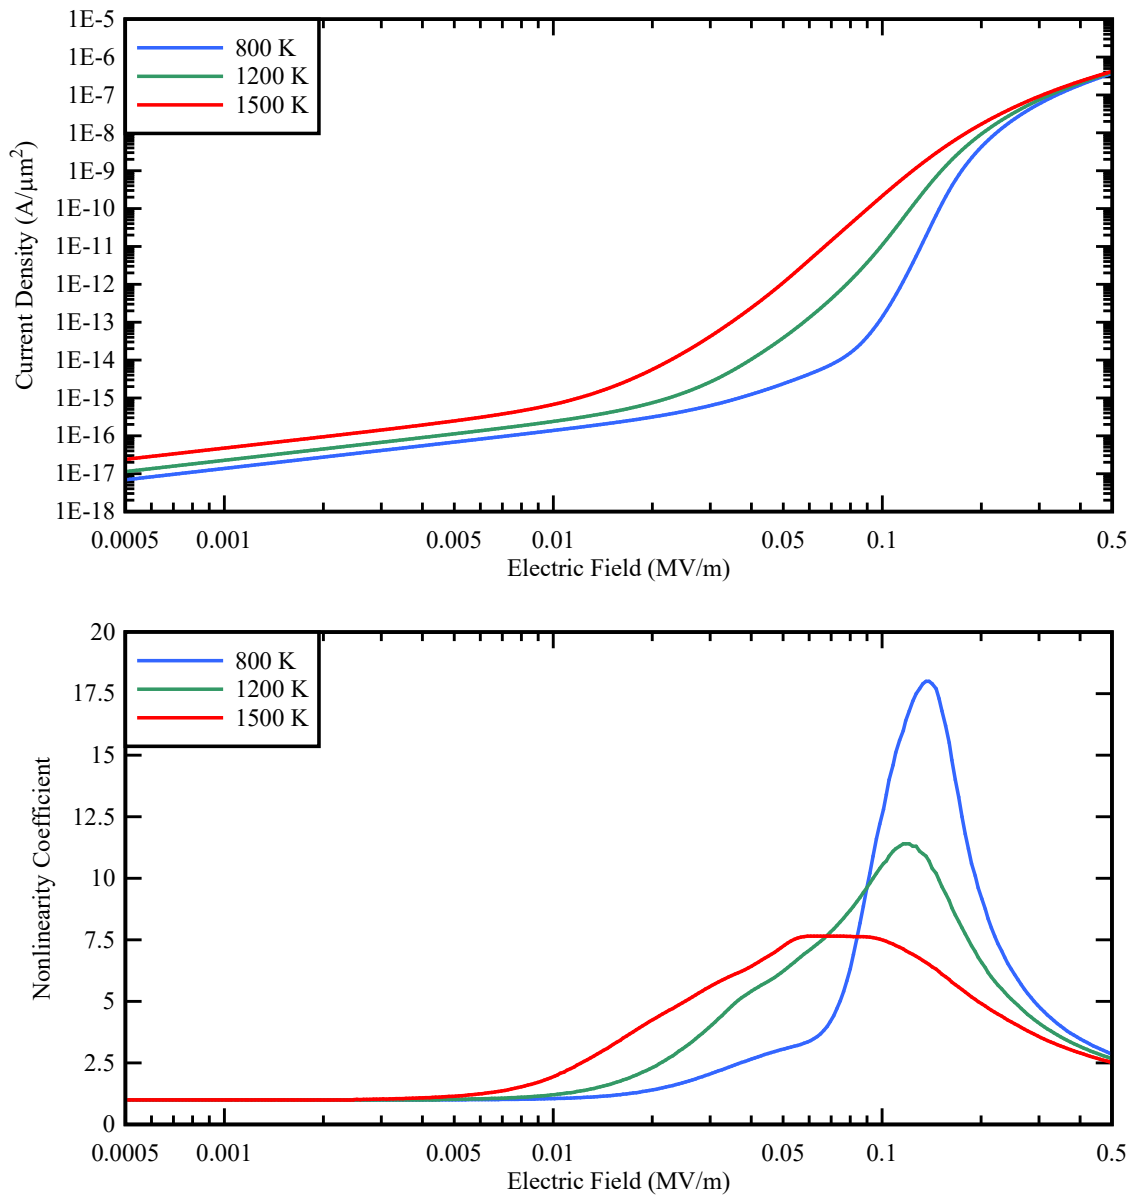 1E-5
1E-6
1E-7
1E-8
1E-9
1E-10
1E-11
1E-12
1E-13
1E-14
1E-15
1E-16
1E-17
1E-18
Current Density (A/μm²)
800 K
1200 K
1500 K
0.0005 0.001 0.005 0.01 0.05 0.1 0.5
Electric Field (MV/m)
20
17.5
15
12.5
10
7.5
5
2.5
0
Nonlinearity Coefficient
800 K
1200 K
1500 K
0.0005 0.001 0.005 0.01 0.05 0.1 0.5
Electric Field (MV/m)